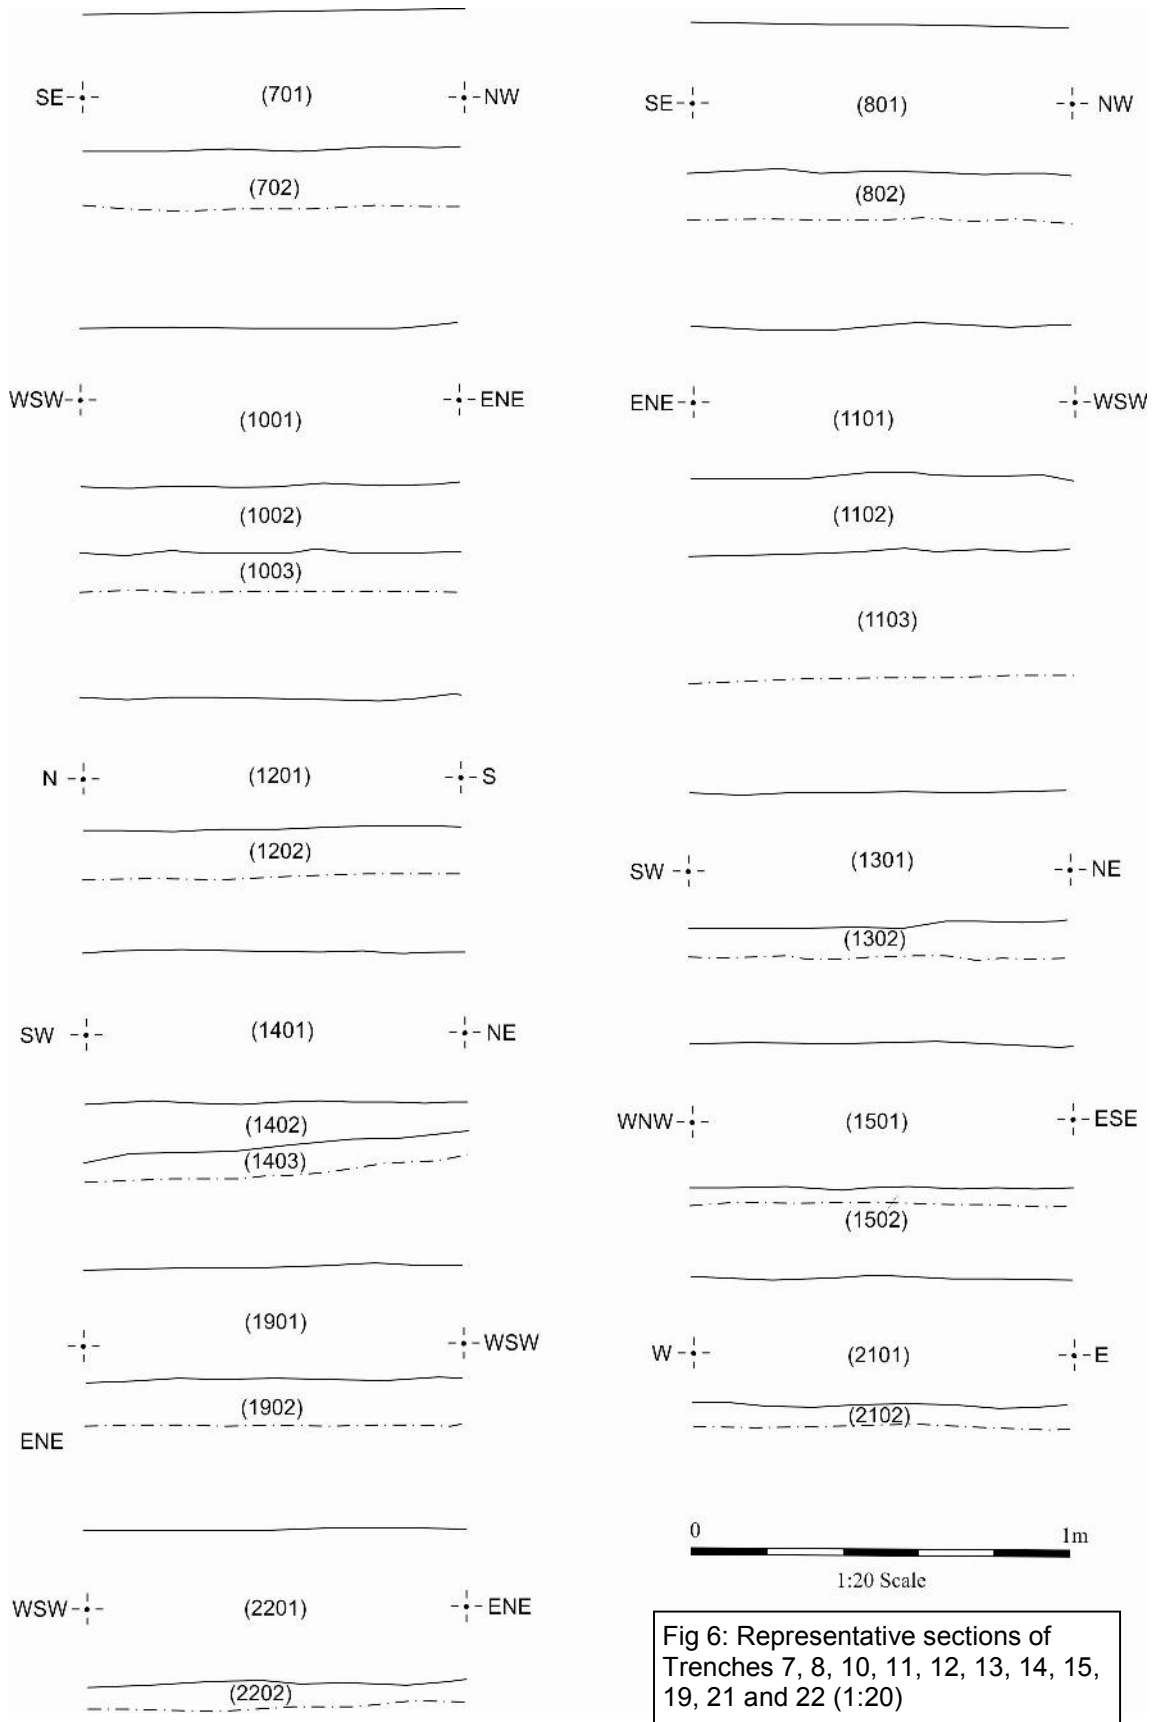 SE (701) NW
(702)
SE (801) NW
(802)
WSW (1001) ENE
(1002)
(1003)
ENE (1101) WSW
(1102)
(1103)
N (1201) S
(1202)
SW (1301) NE
(1302)
SW (1401) NE
(1402)
(1403)
WNW (1501) ESE
(1502)
(1901) WSW
(1902)
ENE
W (2101) E
(2102)
WSW (2201) ENE
(2202)
0 1m
1:20 Scale
Fig 6: Representative sections of
Trenches 7, 8, 10, 11, 12, 13, 14, 15,
19, 21 and 22 (1:20)